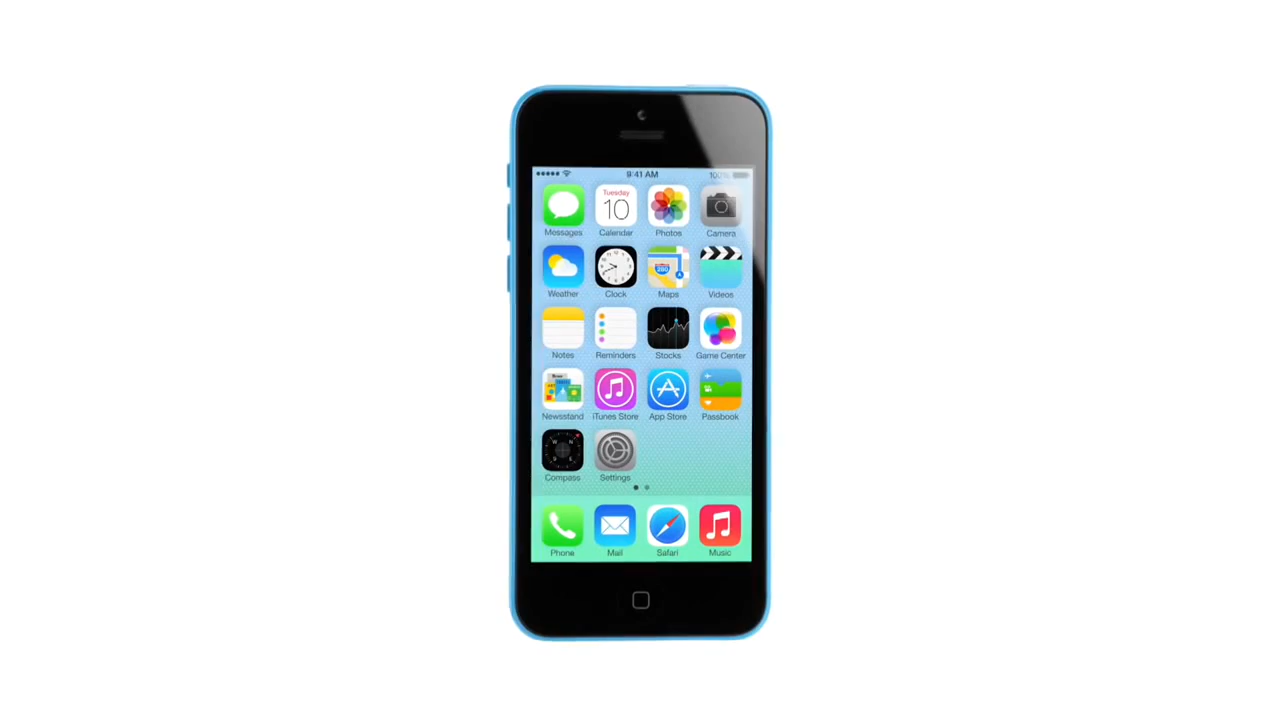 9:41 AM 100%
Tuesday
10
Messages Calendar Photos Camera
280
Weather Clock Maps Videos
Notes Reminders Stocks Game Center
Newsstand iTunes Store App Store Passbook
W N
S E
Compass Settings
Phone Mail Safari Music